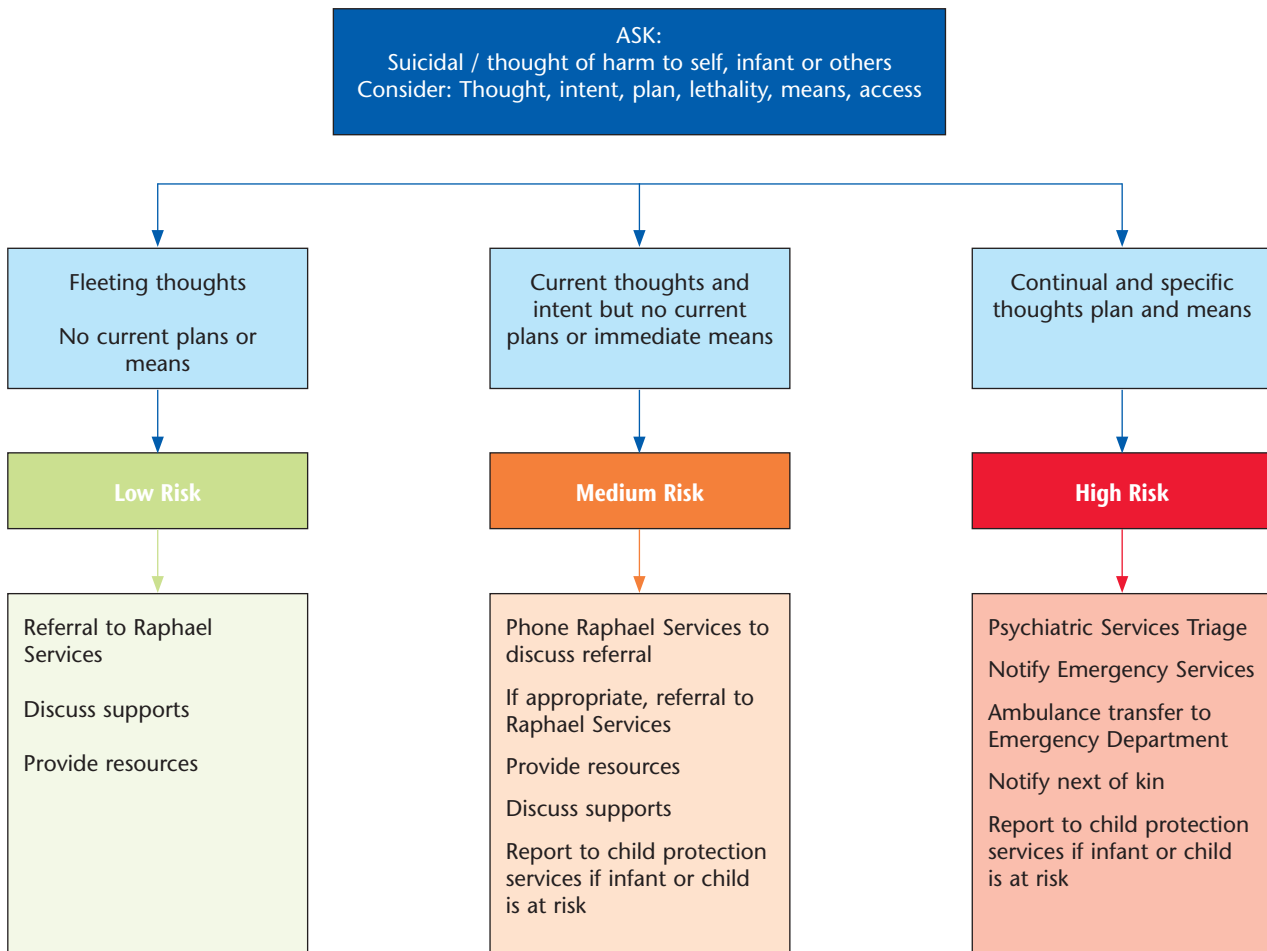 ASK:
Suicidal / thought of harm to self, infant or others
Consider: Thought, intent, plan, lethality, means, access
Fleeting thoughts
No current plans or
means
Current thoughts and
intent but no current
plans or immediate means
Continual and specific
thoughts plan and means
Low Risk
Medium Risk
High Risk
Referral to Raphael
Services
Discuss supports
Provide resources
Phone Raphael Services to
discuss referral
If appropriate, referral to
Raphael Services
Provide resources
Discuss supports
Report to child protection
services if infant or child
is at risk
Psychiatric Services Triage
Notify Emergency Services
Ambulance transfer to
Emergency Department
Notify next of kin
Report to child protection
services if infant or child
is at risk